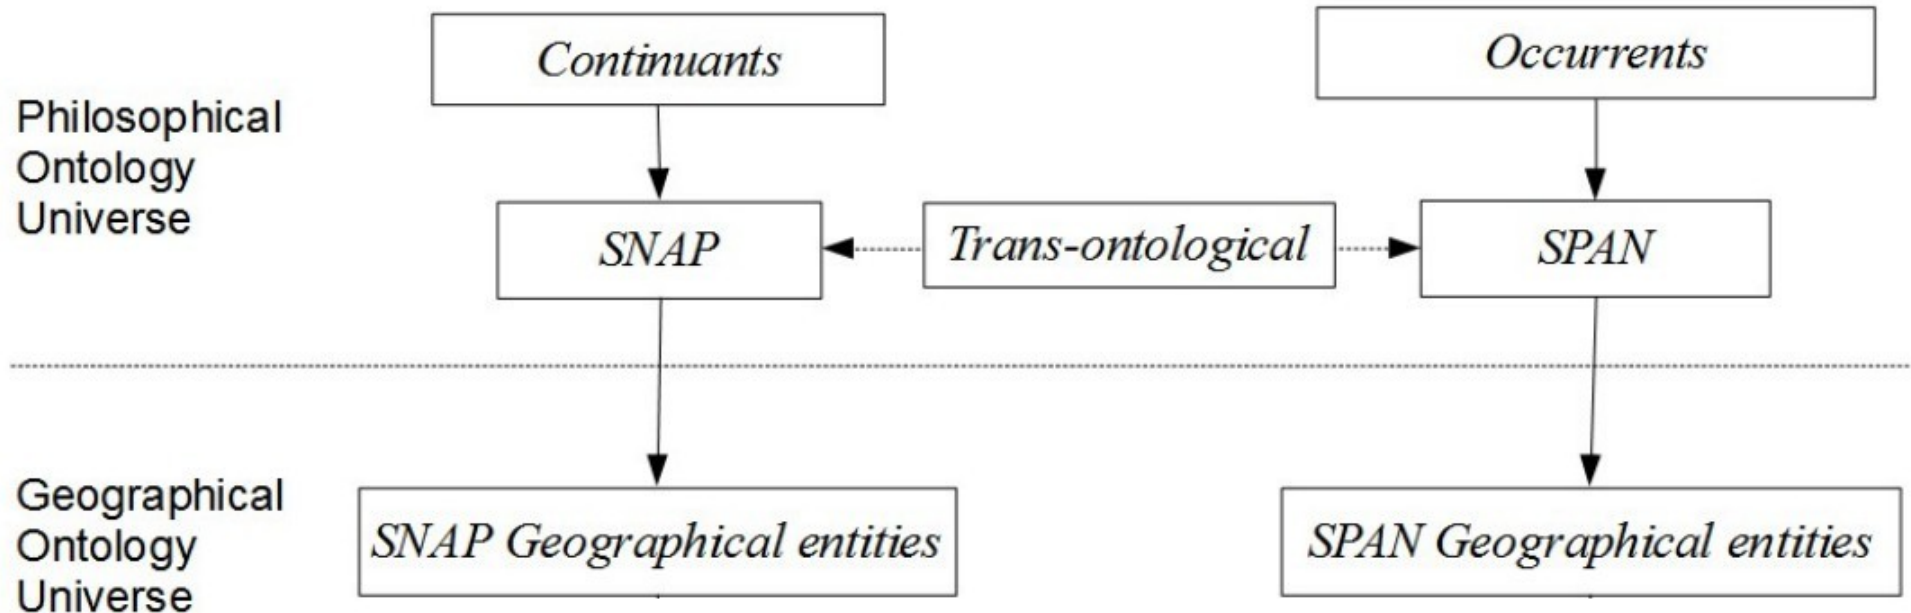 Continuants
Occurrents
Philosophical
Ontology
Universe
SNAP
Trans-ontological
SPAN
Geographical
Ontology
Universe
SNAP Geographical entities
SPAN Geographical entities